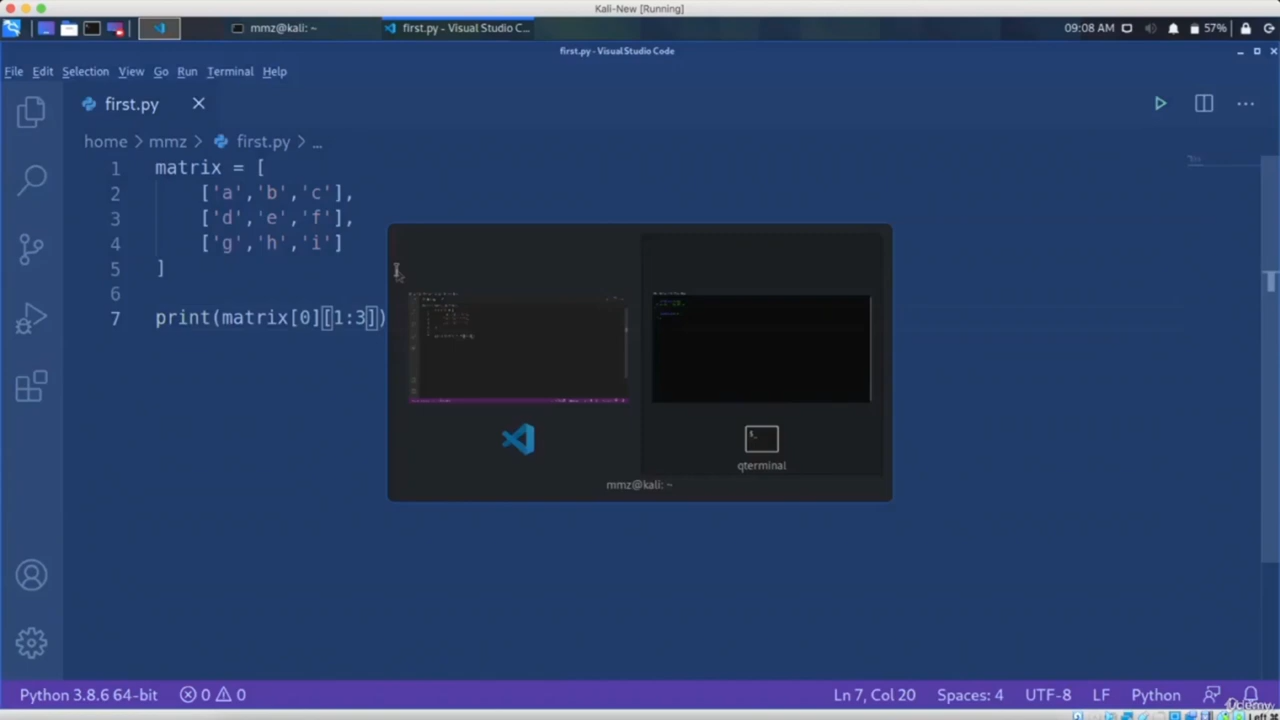 Kali-New [Running]
mmz@kali: ~
first.py - Visual Studio C...
09:08 AM
57%
first.py - Visual Studio Code
File Edit Selection View Go Run Terminal Help
first.py
home > mmz > first.py > ...
1 matrix = [
2 ['a','b','c'],
3 ['d','e','f'],
4 ['g','h','i']
5 ]
6
7 print(matrix[0][1:3])
qterminal
mmz@kali: ~
Python 3.8.6 64-bit 0 0 Ln 7, Col 20 Spaces: 4 UTF-8 LF Python
Udemy